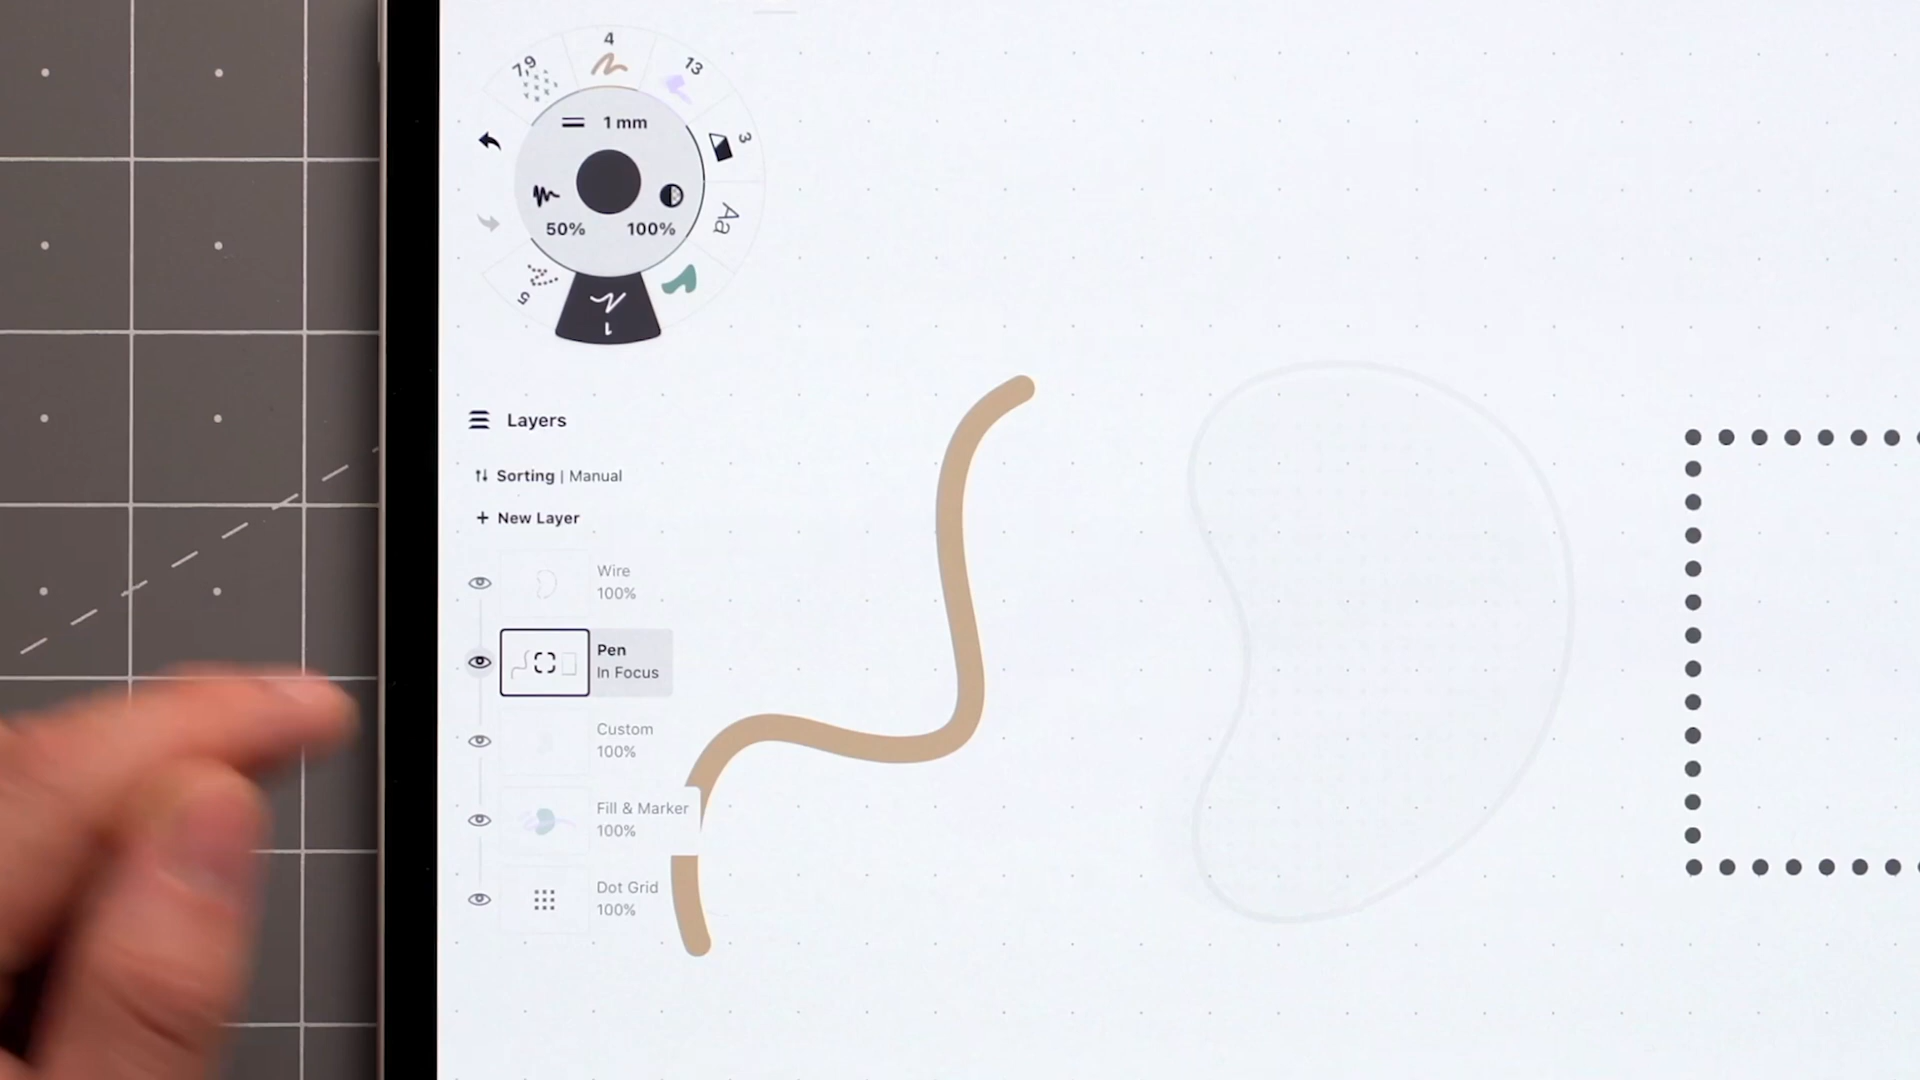 4
7,9
13
1 mm
3
50%
100%
Aa
5
1
Layers
Sorting | Manual
+ New Layer
Wire
100%
Pen
In Focus
Custom
100%
Fill & Marker
100%
Dot Grid
100%